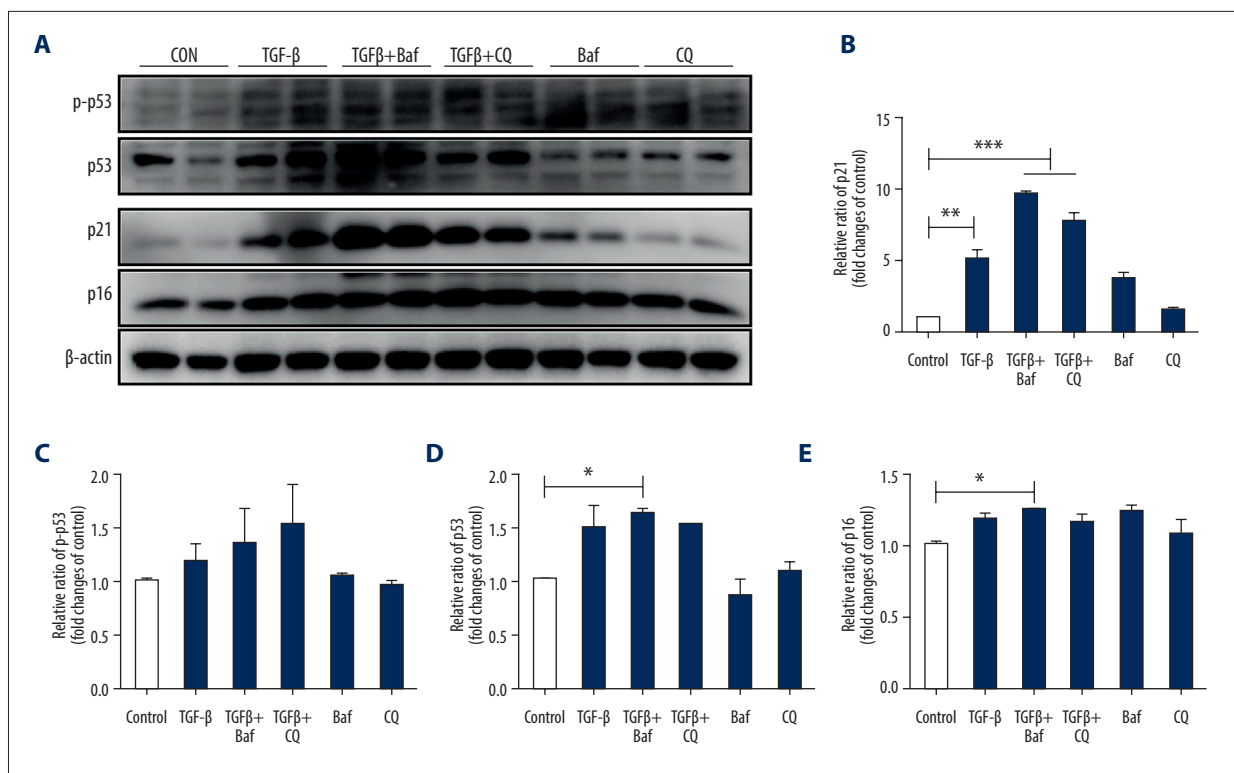 A
CON TGF-β TGFβ+Baf TGFβ+CQ Baf CQ
p-p53
p53
p21
p16
β-actin
B
Relative ratio of p21
(fold changes of control)
15
10
5
0
***
**
Control TGF-β TGFβ+ TGFβ+ Baf CQ
Baf CQ
C
Relative ratio of p-p53
(fold changes of control)
2.0
1.5
1.0
0.5
0.0
Control TGF-β TGFβ+ TGFβ+ Baf CQ
Baf CQ
D
Relative ratio of p53
(fold changes of control)
2.0
1.5
1.0
0.5
0.0
*
Control TGF-β TGFβ+ TGFβ+ Baf CQ
Baf CQ
E
Relative ratio of p16
(fold changes of control)
1.5
1.0
0.5
0.0
*
Control TGF-β TGFβ+ TGFβ+ Baf CQ
Baf CQ